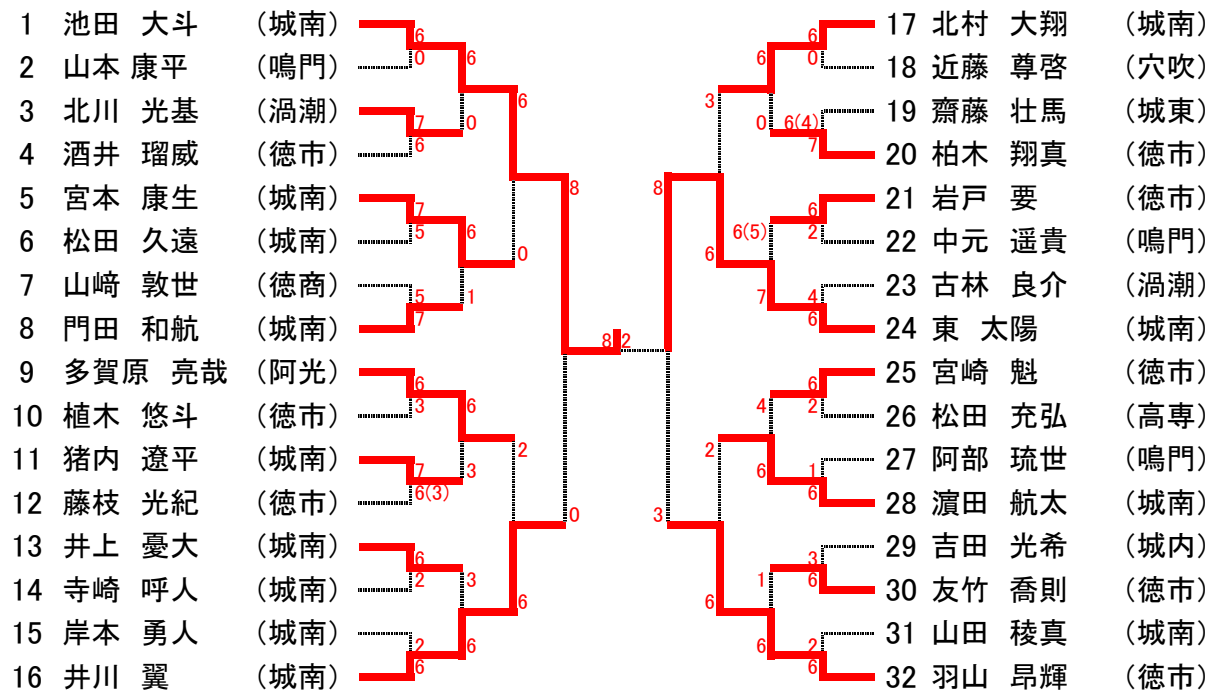 1 池田 大斗 （城南）
2 山本 康平 （鳴門）
3 北川 光基 （渦潮）
4 酒井 瑠威 （徳市）
5 宮本 康生 （城南）
6 松田 久遠 （城南）
7 山﨑 敦世 （徳商）
8 門田 和航 （城南）
9 多賀原 亮哉 （阿光）
10 植木 悠斗 （徳市）
11 猪内 遼平 （城南）
12 藤枝 光紀 （徳市）
13 井上 憂大 （城南）
14 寺崎 呼人 （城南）
15 岸本 勇人 （城南）
16 井川 翼 （城南）
6
0
7
6
7
5
5
7
6
3
7
6(3)
6
2
2
6
6
0
6
1
6
3
3
6
6
0
2
6
8
0
8 2
8
3
3
6
2
6
6
0
6(5)
7
4
6
1
6
6
0
6(4)
7
6
2
4
6
6
2
1
6
3
6
2
6
17 北村 大翔 （城南）
18 近藤 尊啓 （穴吹）
19 齋藤 壮馬 （城東）
20 柏木 翔真 （徳市）
21 岩戸 要 （徳市）
22 中元 遥貴 （鳴門）
23 古林 良介 （渦潮）
24 東 太陽 （城南）
25 宮崎 魁 （徳市）
26 松田 充弘 （高専）
27 阿部 琉世 （鳴門）
28 濵田 航太 （城南）
29 吉田 光希 （城内）
30 友竹 喬則 （徳市）
31 山田 稜真 （城南）
32 羽山 昂輝 （徳市）